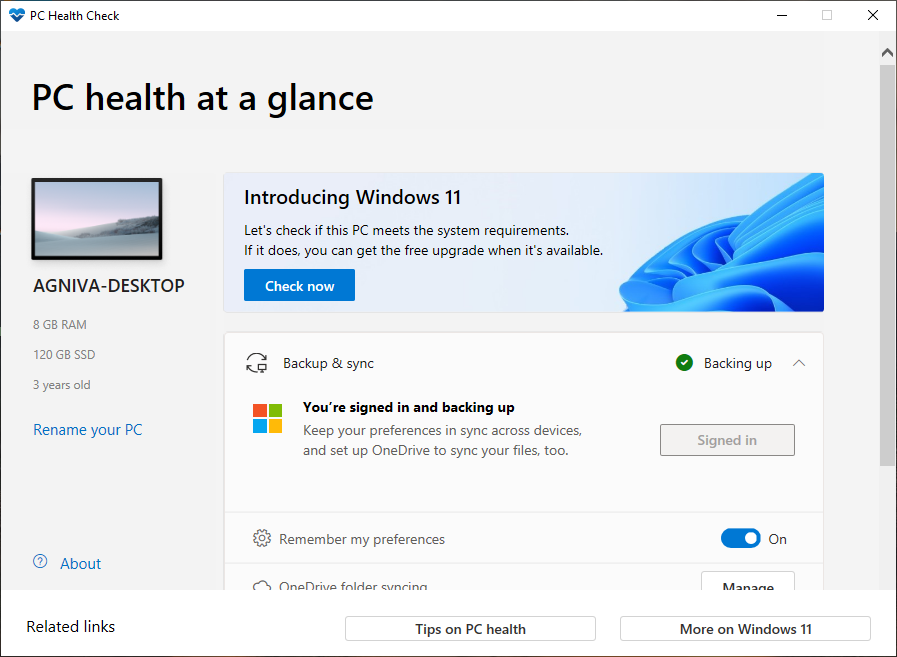 PC Health Check
PC health at a glance
AGNIVA-DESKTOP
8 GB RAM
120 GB SSD
3 years old
Rename your PC
About
Introducing Windows 11
Let's check if this PC meets the system requirements.
If it does, you can get the free upgrade when it's available.
Check now
Backup & sync
Backing up
You’re signed in and backing up
Keep your preferences in sync across devices,
and set up OneDrive to sync your files, too.
Signed in
Remember my preferences
On
OneDrive folder syncing
Manage
Related links
Tips on PC health
More on Windows 11